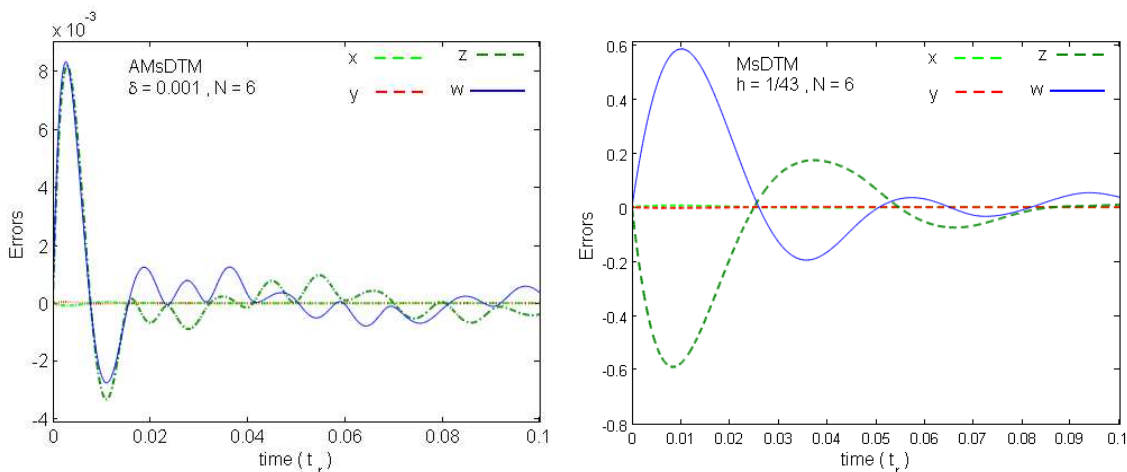 x 10⁻³
8
6
4
2
0
-2
-4
Errors
AMsDTM
δ = 0.001 , N = 6
x
y
z
w
0
0.02
0.04
0.06
0.08
0.1
time ( t_r )
0.6
0.4
0.2
0
-0.2
-0.4
-0.6
-0.8
Errors
MsDTM
h = 1/43 , N = 6
x
y
z
w
0
0.01
0.02
0.03
0.04
0.05
0.06
0.07
0.08
0.09
0.1
time ( t_r )